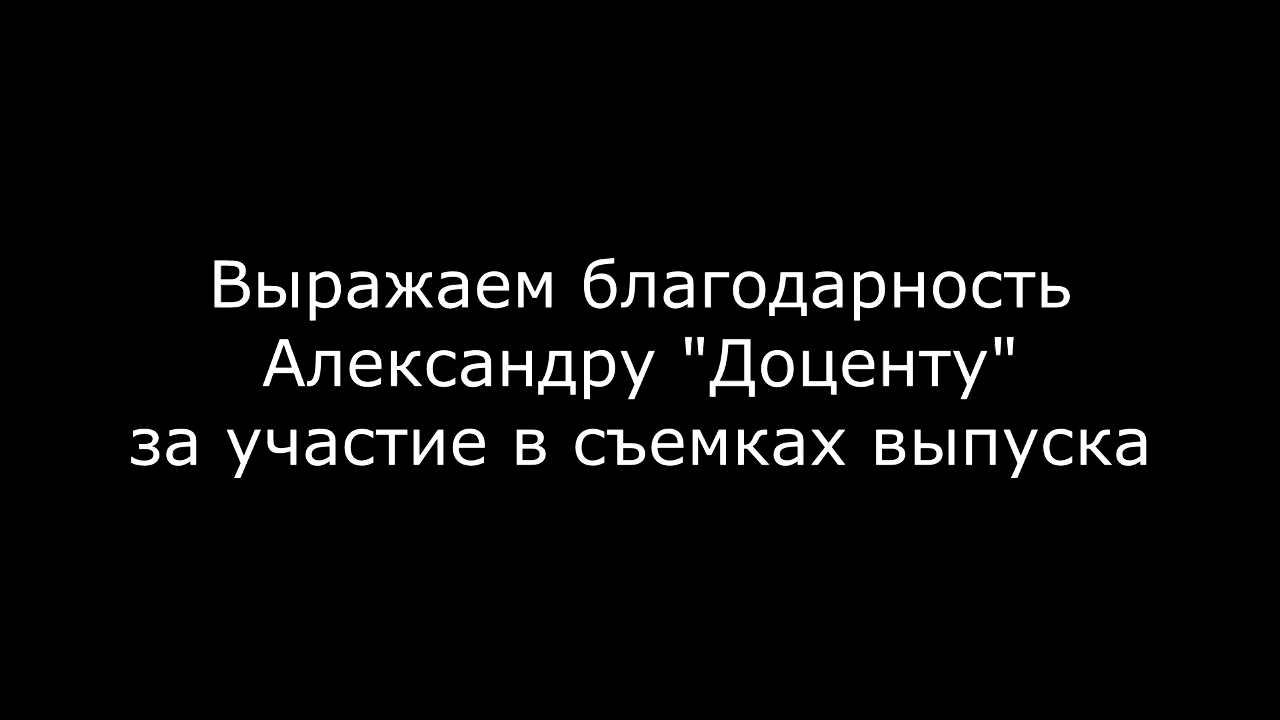 Выражаем благодарность
Александру "Доценту"
за участие в съемках выпуска